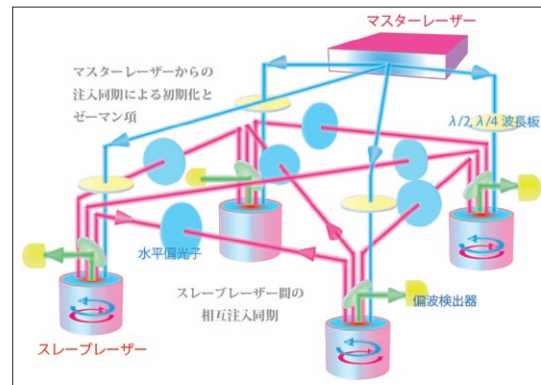 マスターレーザー
マスターレーザーからの
注入同期による初期化と
ゼーマン項
λ/2, λ/4 波長板
水平偏光子
スレーブレーザー間の
相互注入同期
偏波検出器
スレーブレーザー